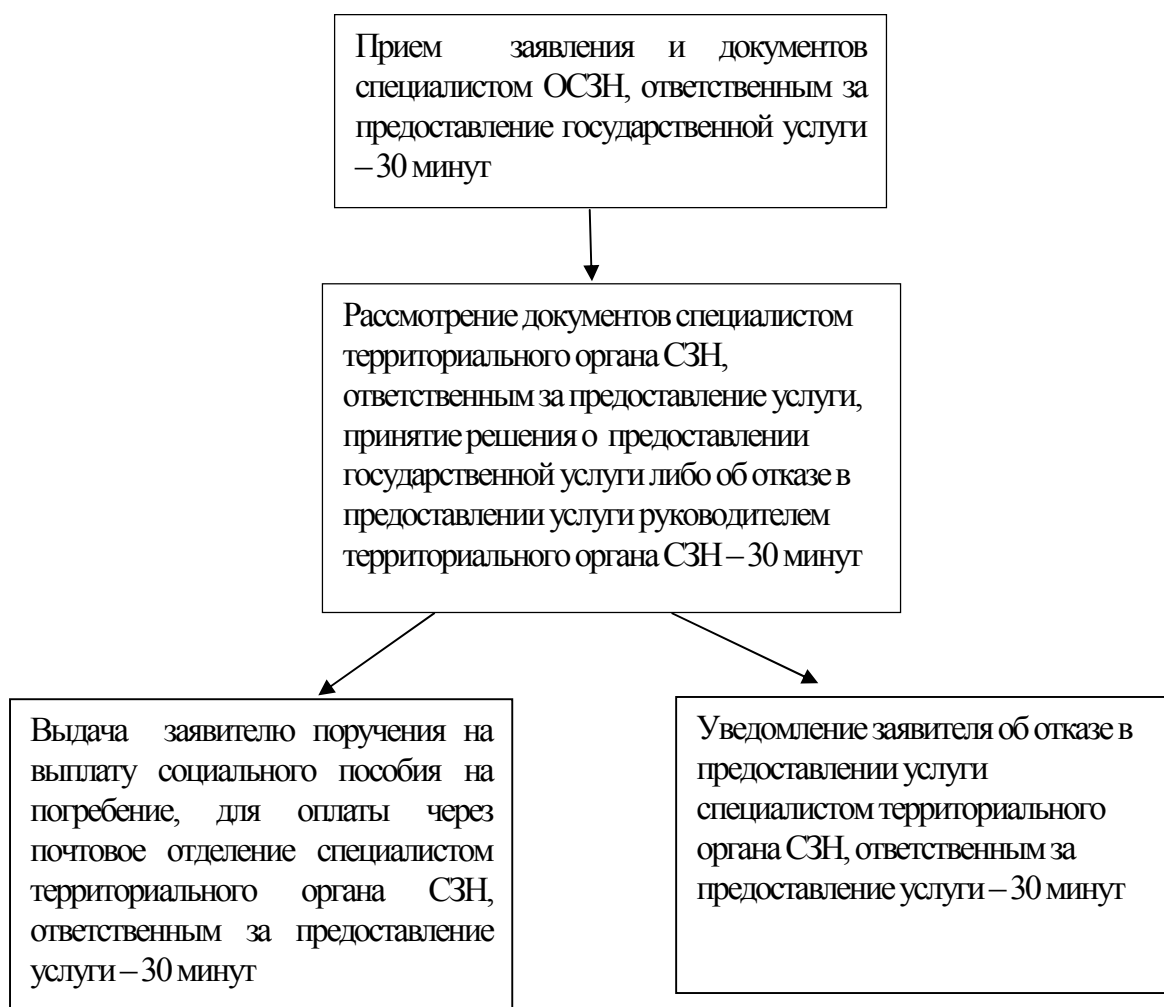 Прием заявления и документов
специалистом ОСЗН, ответственным за
предоставление государственной услуги
– 30 минут
Рассмотрение документов специалистом
территориального органа СЗН,
ответственным за предоставление услуги,
принятие решения о предоставлении
государственной услуги либо об отказе в
предоставлении услуги руководителем
территориального органа СЗН – 30 минут
Выдача заявителю поручения на
выплату социального пособия на
погребение, для оплаты через
почтовое отделение специалистом
территориального органа СЗН,
ответственным за предоставление
услуги – 30 минут
Уведомление заявителя об отказе в
предоставлении услуги
специалистом территориального
органа СЗН, ответственным за
предоставление услуги – 30 минут